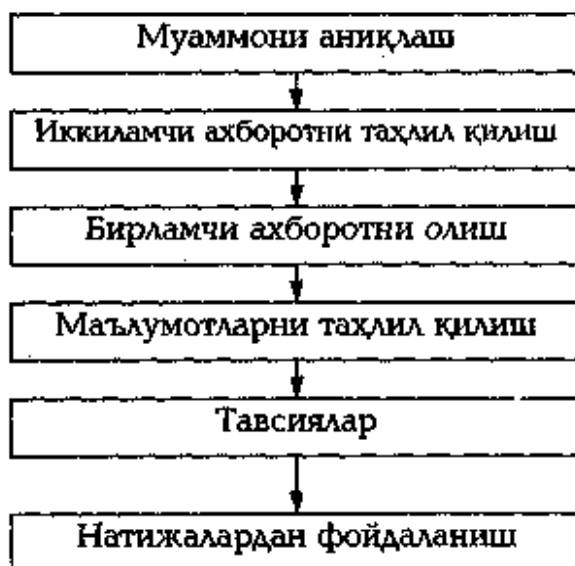 Муаммони аниқлаш
Иккиламчи ахборотни таҳлил қилиш
Бирламчи ахборотни олиш
Маълумотларни таҳлил қилиш
Тавсиялар
Натижалардан фойдаланиш